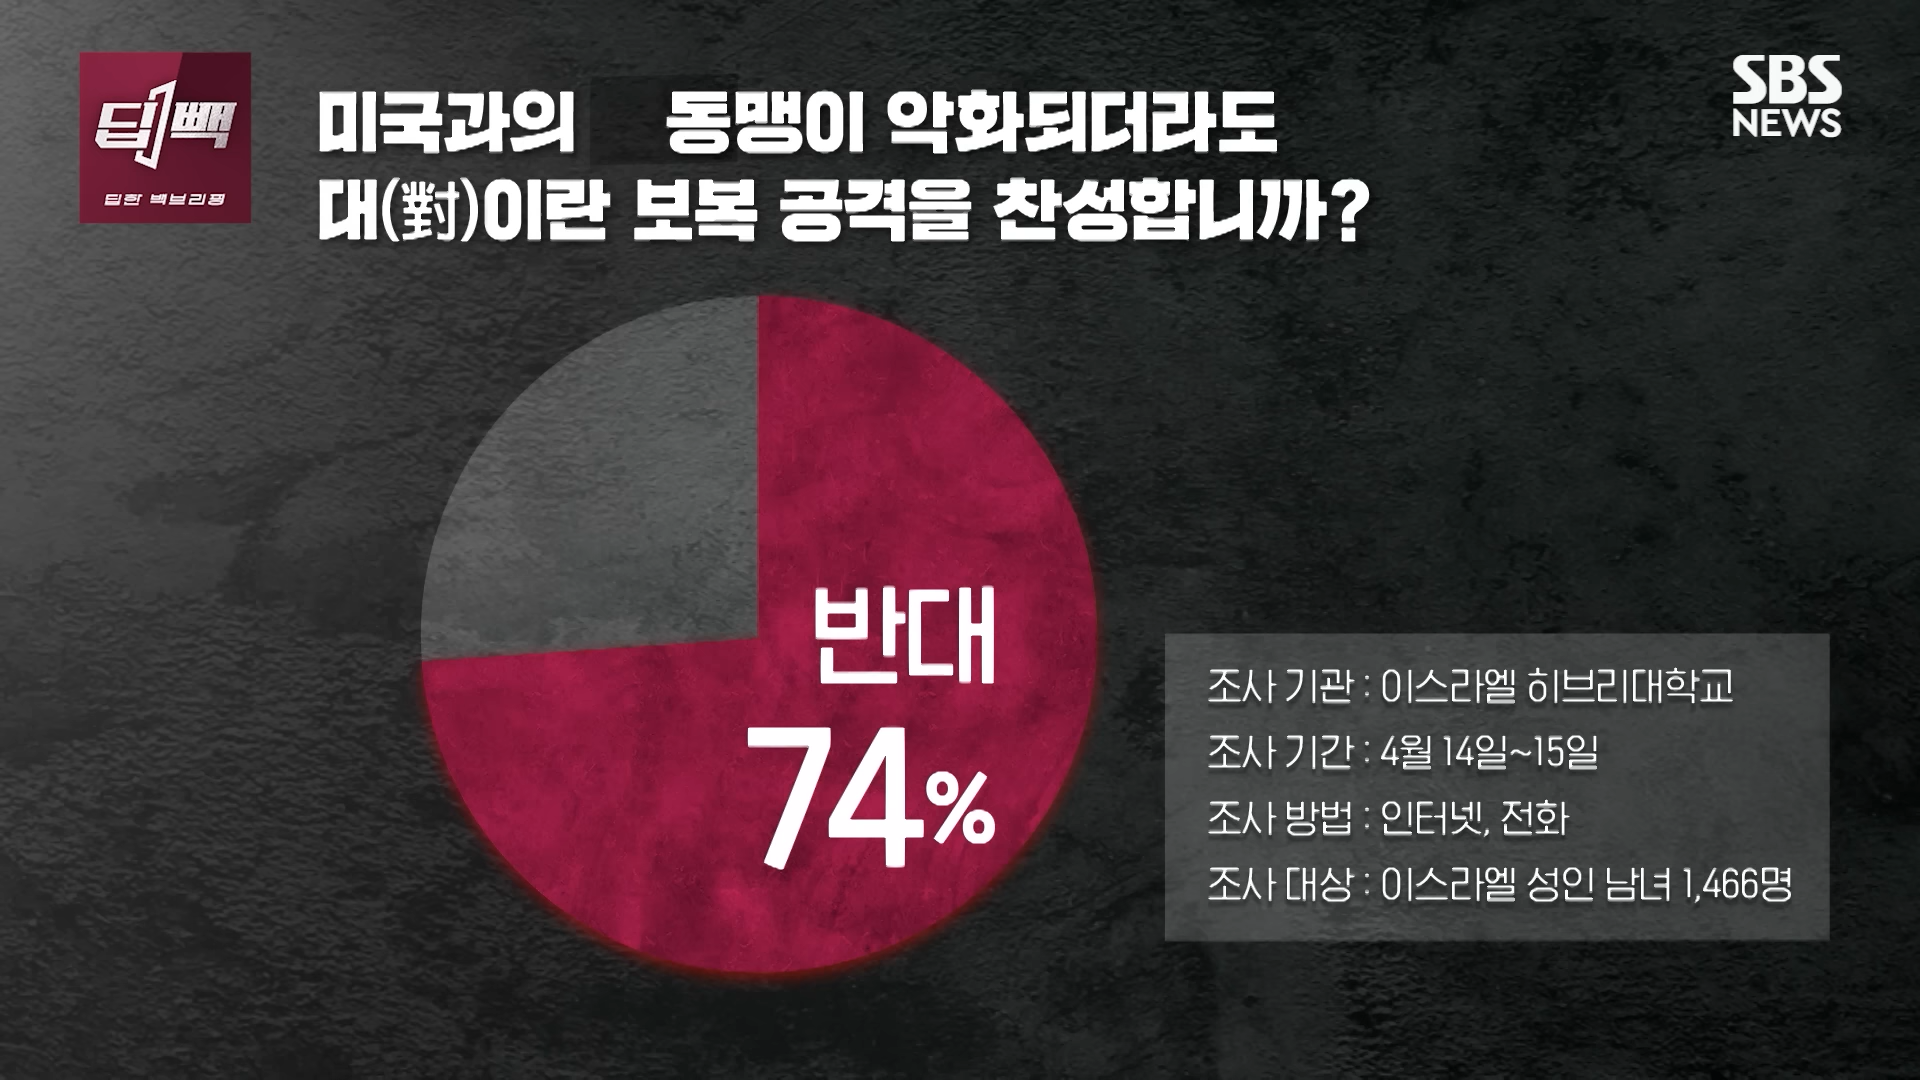 딥빽
딥한 백브리핑
미국과의 동맹이 악화되더라도
대(對)이란 보복 공격을 찬성합니까?
SBS
NEWS
반대
74%
조사 기관 : 이스라엘 히브리대학교
조사 기간 : 4월 14일~15일
조사 방법 : 인터넷, 전화
조사 대상 : 이스라엘 성인 남녀 1,466명